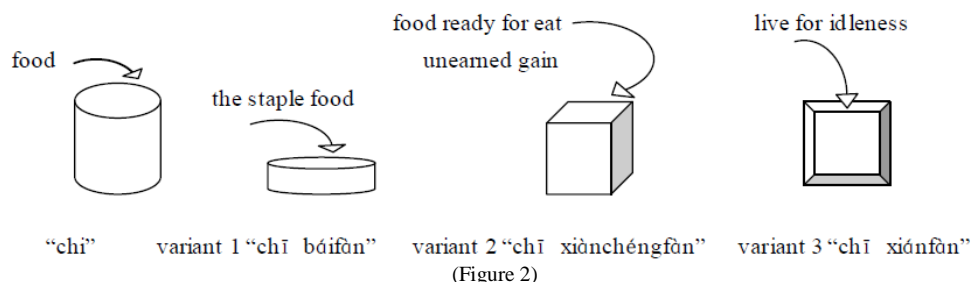 food ready for eat
live for idleness
food
unearned gain
the staple food
“chi” variant 1 “chī báifàn” variant 2 “chī xiànchéngfàn” variant 3 “chī xiánfàn”
(Figure 2)